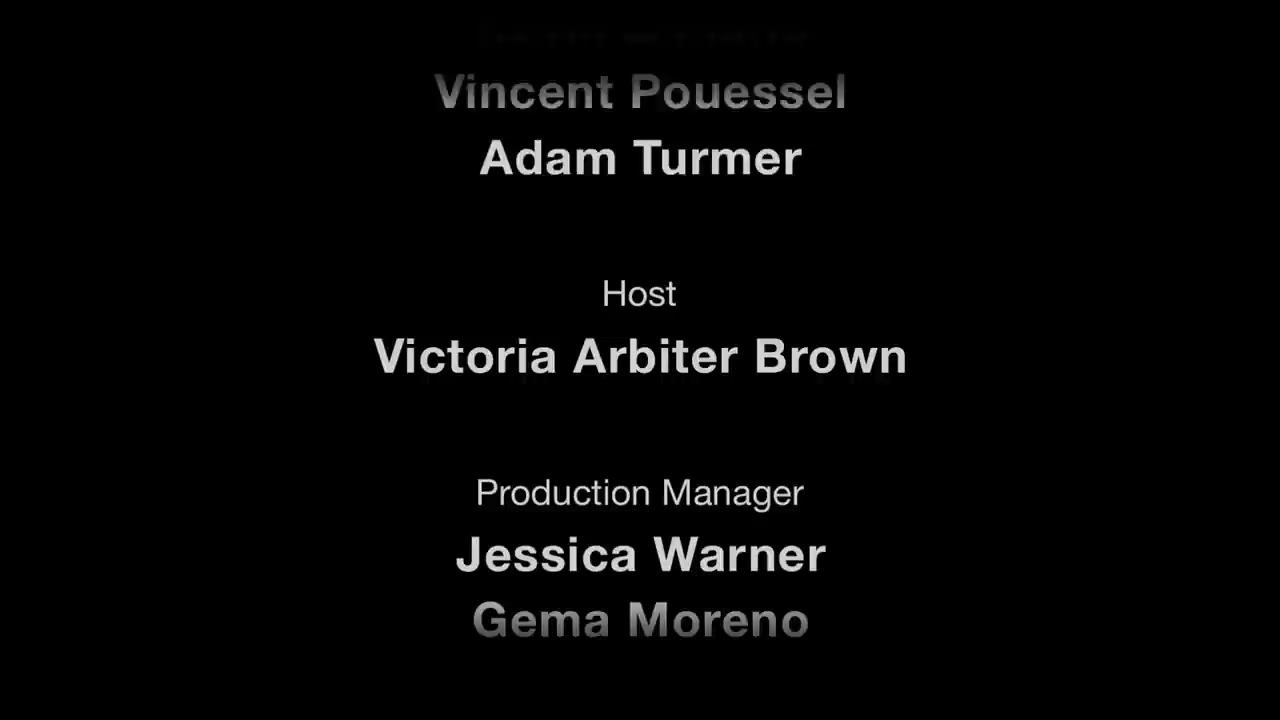 Vincent Pouessel
Adam Turmer
Host
Victoria Arbiter Brown
Production Manager
Jessica Warner
Gema Moreno